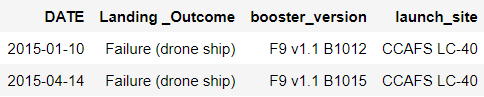 DATE Landing _Outcome booster_version launch_site
2015-01-10 Failure (drone ship) F9 v1.1 B1012 CCAFS LC-40
2015-04-14 Failure (drone ship) F9 v1.1 B1015 CCAFS LC-40